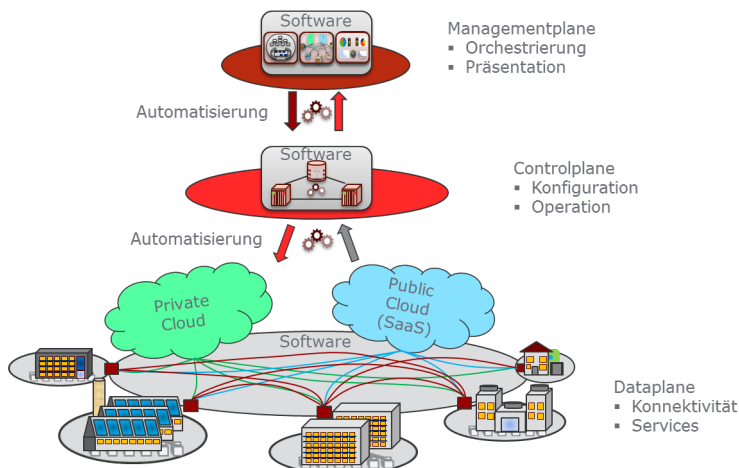 Software
Managementplane
▪ Orchestrierung
▪ Präsentation
Automatisierung
Software
Controlplane
▪ Konfiguration
▪ Operation
Automatisierung
Private
Cloud
Public
Cloud
(SaaS)
Software
Dataplane
▪ Konnektivität
▪ Services